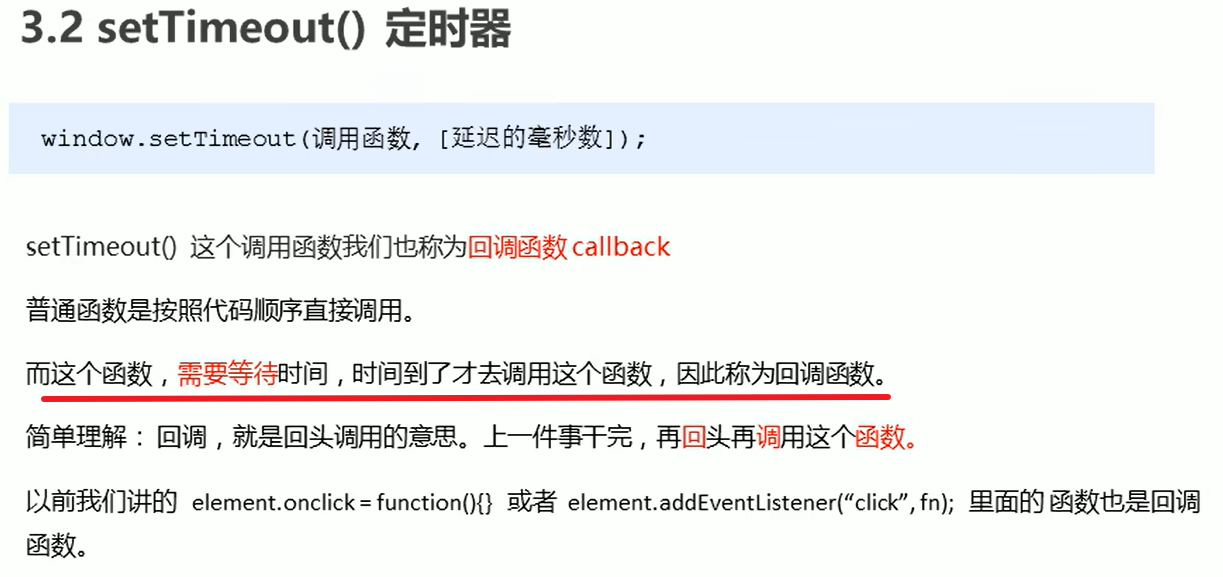 3.2 setTimeout() 定时器
window.setTimeout(调用函数, [延迟的毫秒数]);
setTimeout() 这个调用函数我们也称为回调函数 callback
普通函数是按照代码顺序直接调用。
而这个函数，需要等待时间，时间到了才去调用这个函数，因此称为回调函数。
简单理解： 回调，就是回头调用的意思。上一件事干完，再回头再调用这个函数。
以前我们讲的 element.onclick = function(){} 或者 element.addEventListener(“click”, fn); 里面的 函数也是回调
函数。